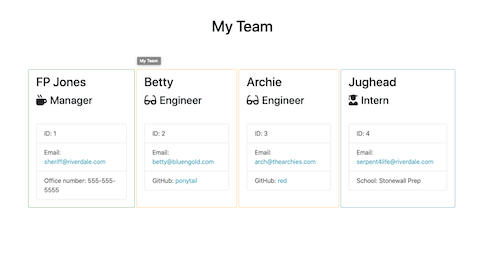 My Team
My Team
FP Jones
Manager
ID: 1
Email:
sheriff@riverdale.com
Office number: 555-555-
5555
Betty
Engineer
ID: 2
Email:
betty@bluengold.com
GitHub: ponytail
Archie
Engineer
ID: 3
Email:
arch@thearchies.com
GitHub: red
Jughead
Intern
ID: 4
Email:
serpent4life@riverdale.com
School: Stonewall Prep